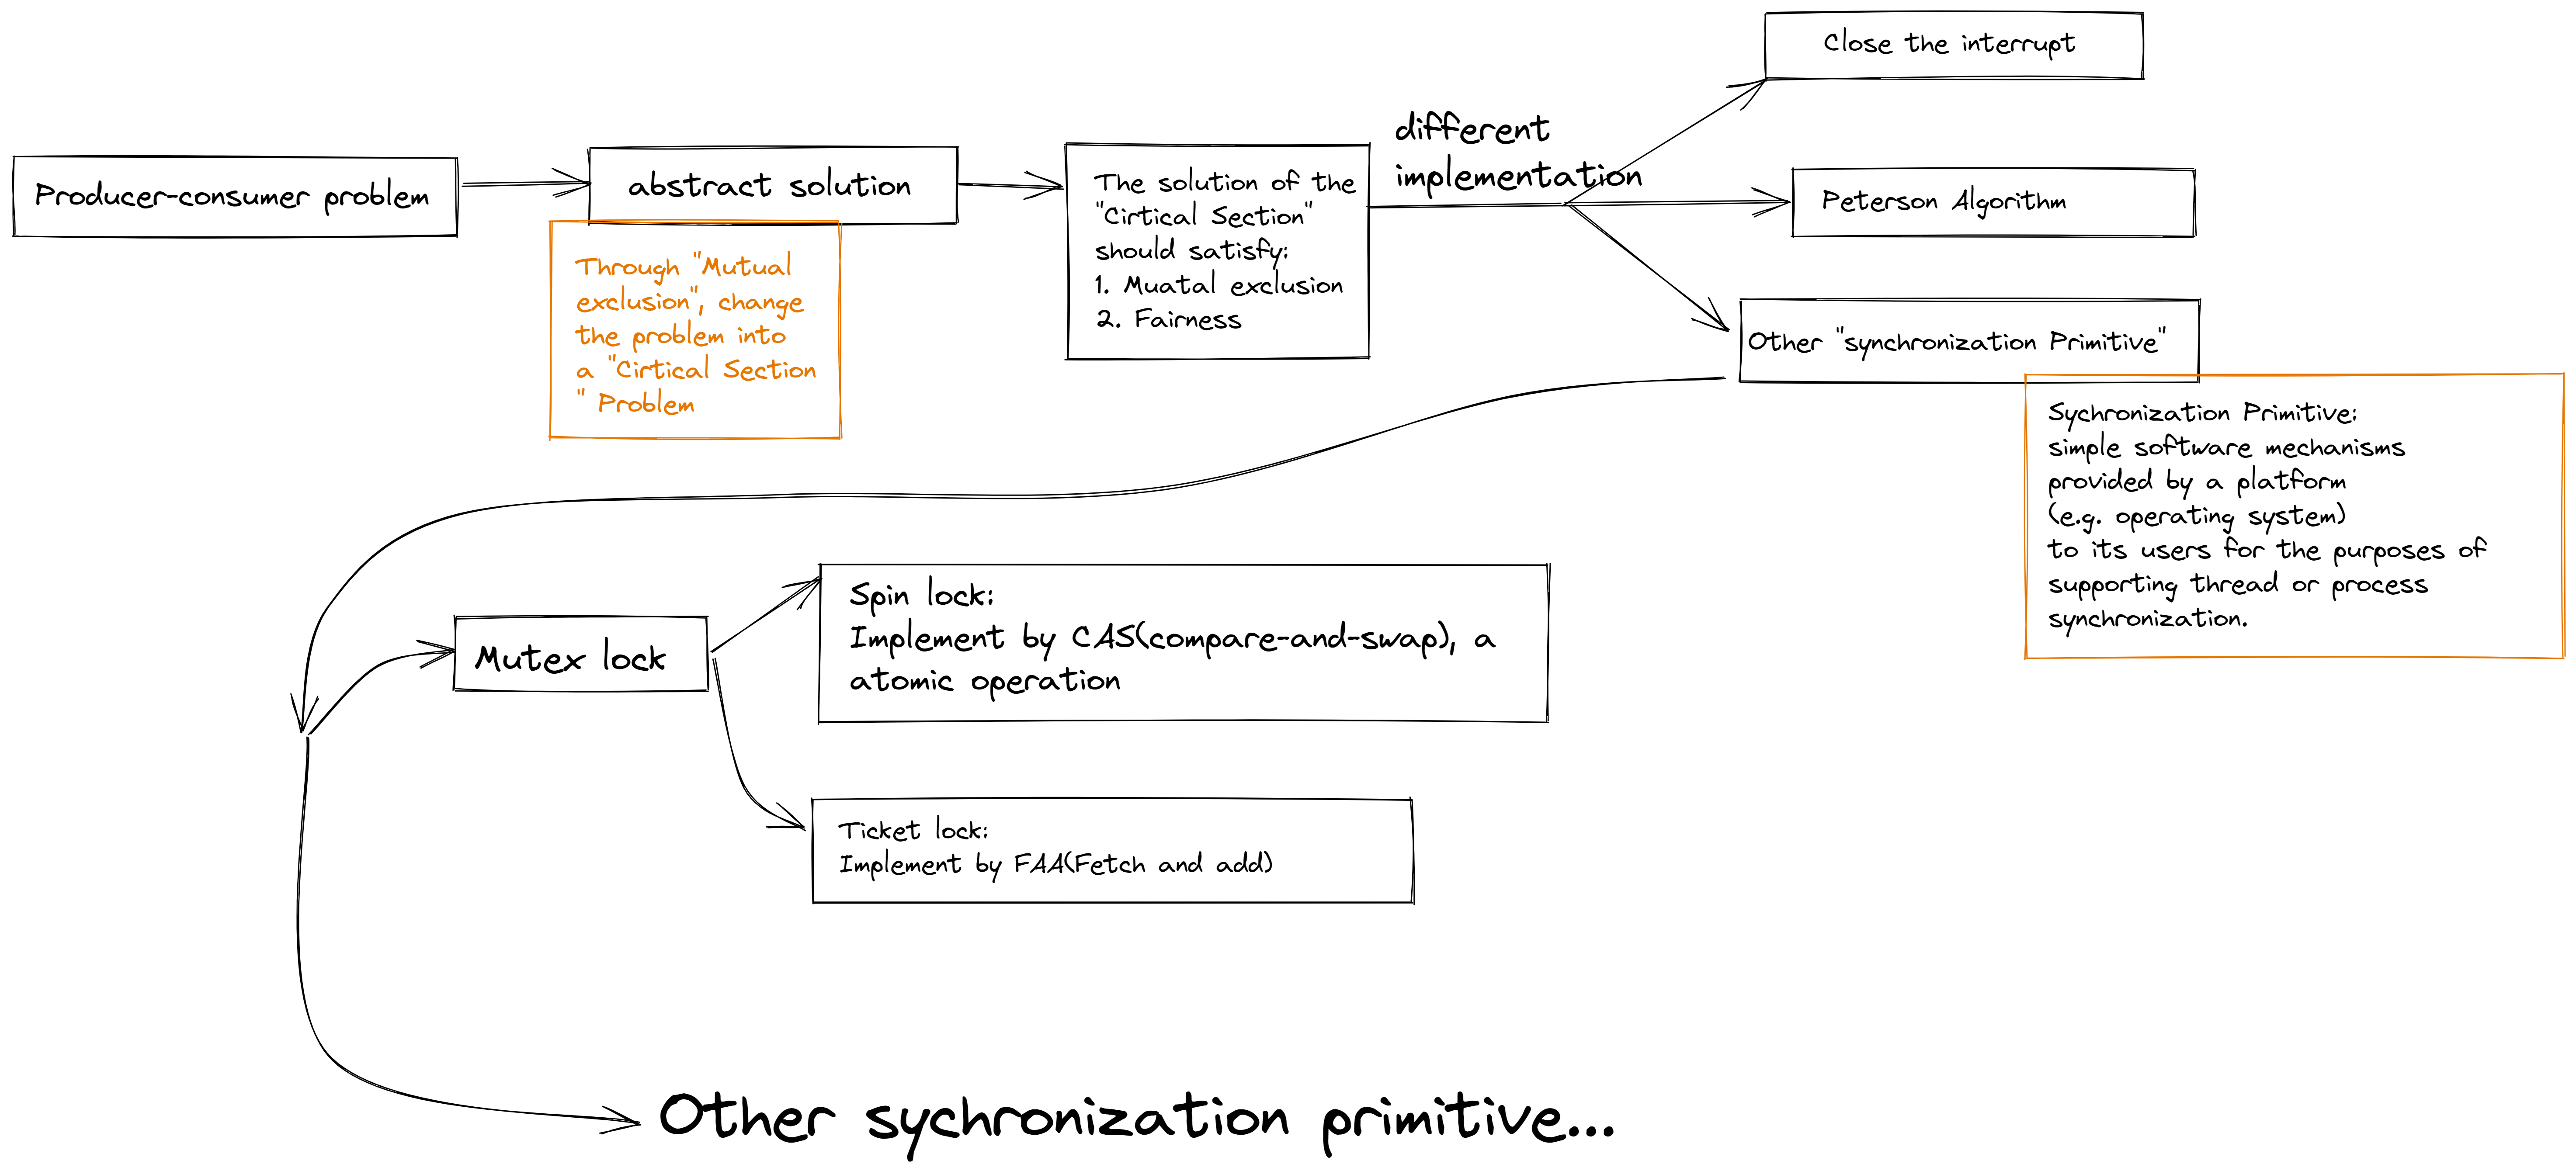 Close the interrupt
different
implementation
Producer-consumer problem
abstract solution
The solution of the
"Cirtical Section"
should satisfy:
1. Muatal exclusion
2. Fairness
Peterson Algorithm
Through "Mutual
exclusion", change
the problem into
a "Cirtical Section
" Problem
Other "synchronization Primitive"
Sychronization Primitive:
simple software mechanisms
provided by a platform
(e.g. operating system)
to its users for the purposes of
supporting thread or process
synchronization.
Mutex lock
Spin lock:
Implement by CAS(compare-and-swap), a
atomic operation
Ticket lock:
Implement by FAA(Fetch and add)
Other sychronization primitive...